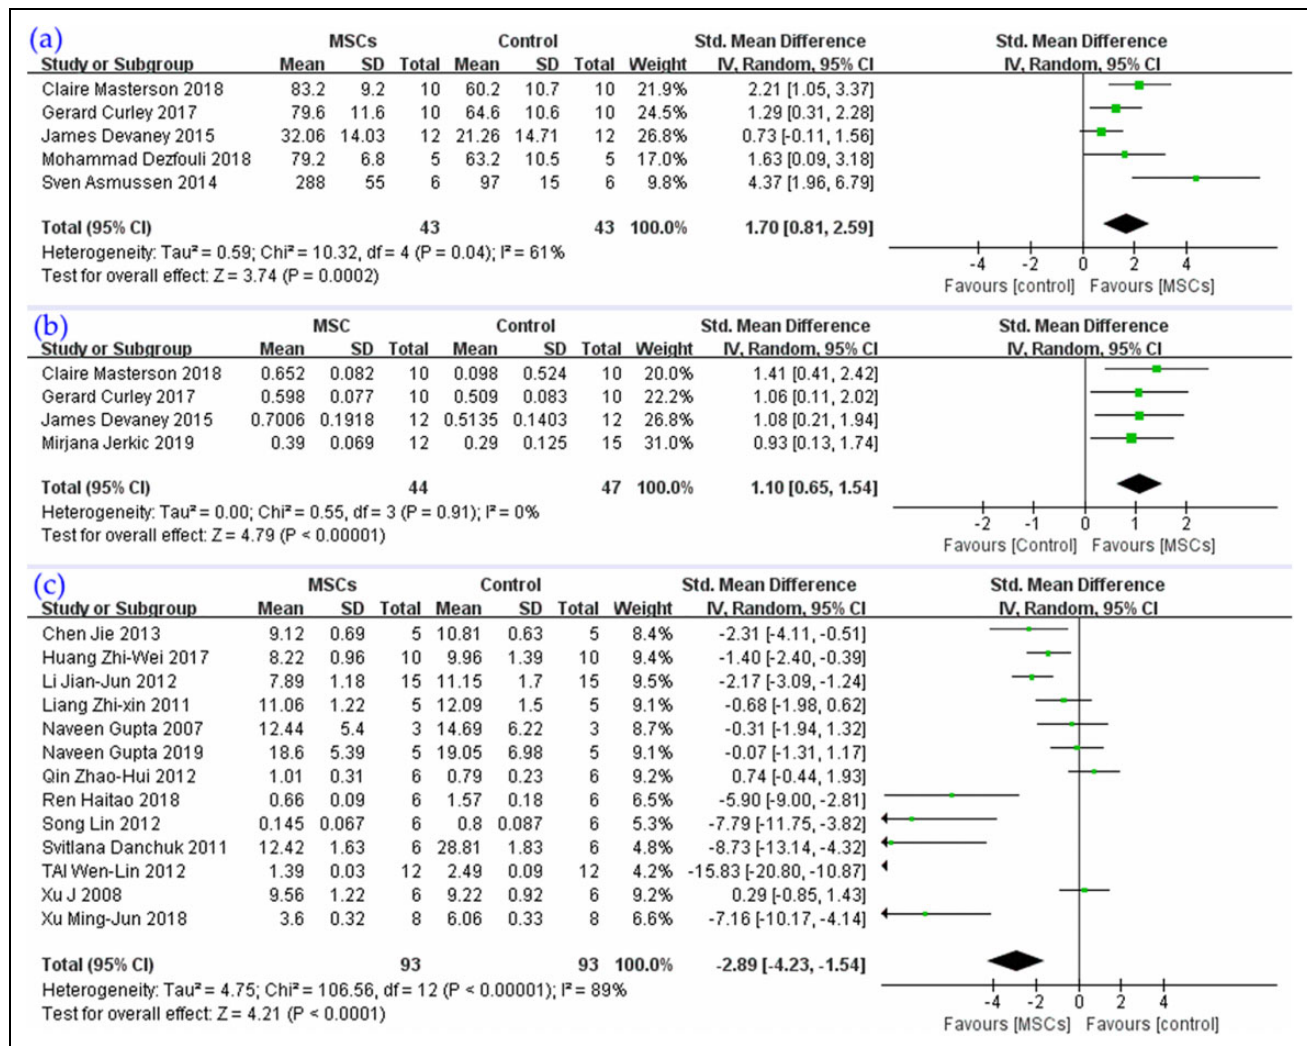 (a)
MSCs Control Std. Mean Difference Std. Mean Difference
Study or Subgroup Mean SD Total Mean SD Total Weight IV, Random, 95% CI IV, Random, 95% CI
Claire Masterson 2018 83.2 9.2 10 60.2 10.7 10 21.9% 2.21 [1.05, 3.37]
Gerard Curley 2017 79.6 11.6 10 64.6 10.6 10 24.5% 1.29 [0.31, 2.28]
James Devaney 2015 32.06 14.03 12 21.26 14.71 12 26.8% 0.73 [-0.11, 1.56]
Mohammad Dezfouli 2018 79.2 6.8 5 63.2 10.5 5 17.0% 1.63 [0.09, 3.18]
Sven Asmussen 2014 288 55 6 97 15 6 9.8% 4.37 [1.96, 6.79]
Total (95% CI) 43 43 100.0% 1.70 [0.81, 2.59]
Heterogeneity: Tau² = 0.59; Chi² = 10.32, df = 4 (P = 0.04); I² = 61%
Test for overall effect: Z = 3.74 (P = 0.0002)
-4 -2 0 2 4
Favours [control] Favours [MSCs]
(b)
MSC Control Std. Mean Difference Std. Mean Difference
Study or Subgroup Mean SD Total Mean SD Total Weight IV, Random, 95% CI IV, Random, 95% CI
Claire Masterson 2018 0.652 0.082 10 0.098 0.524 10 20.0% 1.41 [0.41, 2.42]
Gerard Curley 2017 0.598 0.077 10 0.509 0.083 10 22.2% 1.06 [0.11, 2.02]
James Devaney 2015 0.7006 0.1918 12 0.5135 0.1403 12 26.8% 1.08 [0.21, 1.94]
Mirjana Jerkic 2019 0.39 0.069 12 0.29 0.125 15 31.0% 0.93 [0.13, 1.74]
Total (95% CI) 44 47 100.0% 1.10 [0.65, 1.54]
Heterogeneity: Tau² = 0.00; Chi² = 0.55, df = 3 (P = 0.91); I² = 0%
Test for overall effect: Z = 4.79 (P < 0.00001)
-2 -1 0 1 2
Favours [Control] Favours [MSCs]
(c)
MSCs Control Std. Mean Difference Std. Mean Difference
Study or Subgroup Mean SD Total Mean SD Total Weight IV, Random, 95% CI IV, Random, 95% CI
Chen Jie 2013 9.12 0.69 5 10.81 0.63 5 8.4% -2.31 [-4.11, -0.51]
Huang Zhi-Wei 2017 8.22 0.96 10 9.96 1.39 10 9.4% -1.40 [-2.40, -0.39]
Li Jian-Jun 2012 7.89 1.18 15 11.15 1.7 15 9.5% -2.17 [-3.09, -1.24]
Liang Zhi-xin 2011 11.06 1.22 5 12.09 1.5 5 9.1% -0.68 [-1.98, 0.62]
Naveen Gupta 2007 12.44 5.4 3 14.69 6.22 3 8.7% -0.31 [-1.94, 1.32]
Naveen Gupta 2019 18.6 5.39 5 19.05 6.98 5 9.1% -0.07 [-1.31, 1.17]
Qin Zhao-Hui 2012 1.01 0.31 6 0.79 0.23 6 9.2% 0.74 [-0.44, 1.93]
Ren Haitao 2018 0.66 0.09 6 1.57 0.18 6 6.5% -5.90 [-9.00, -2.81]
Song Lin 2012 0.145 0.067 6 0.8 0.087 6 5.3% -7.79 [-11.75, -3.82]
Svitlana Danchuk 2011 12.42 1.63 6 28.81 1.83 6 4.8% -8.73 [-13.14, -4.32]
TAI Wen-Lin 2012 1.39 0.03 12 2.49 0.09 12 4.2% -15.83 [-20.80, -10.87]
Xu J 2008 9.56 1.22 6 9.22 0.92 6 9.2% 0.29 [-0.85, 1.43]
Xu Ming-Jun 2018 3.6 0.32 8 6.06 0.33 8 6.6% -7.16 [-10.17, -4.14]
Total (95% CI) 93 93 100.0% -2.89 [-4.23, -1.54]
Heterogeneity: Tau² = 4.75; Chi² = 106.56, df = 12 (P < 0.00001); I² = 89%
Test for overall effect: Z = 4.21 (P < 0.0001)
-4 -2 0 2 4
Favours [MSCs] Favours [control]